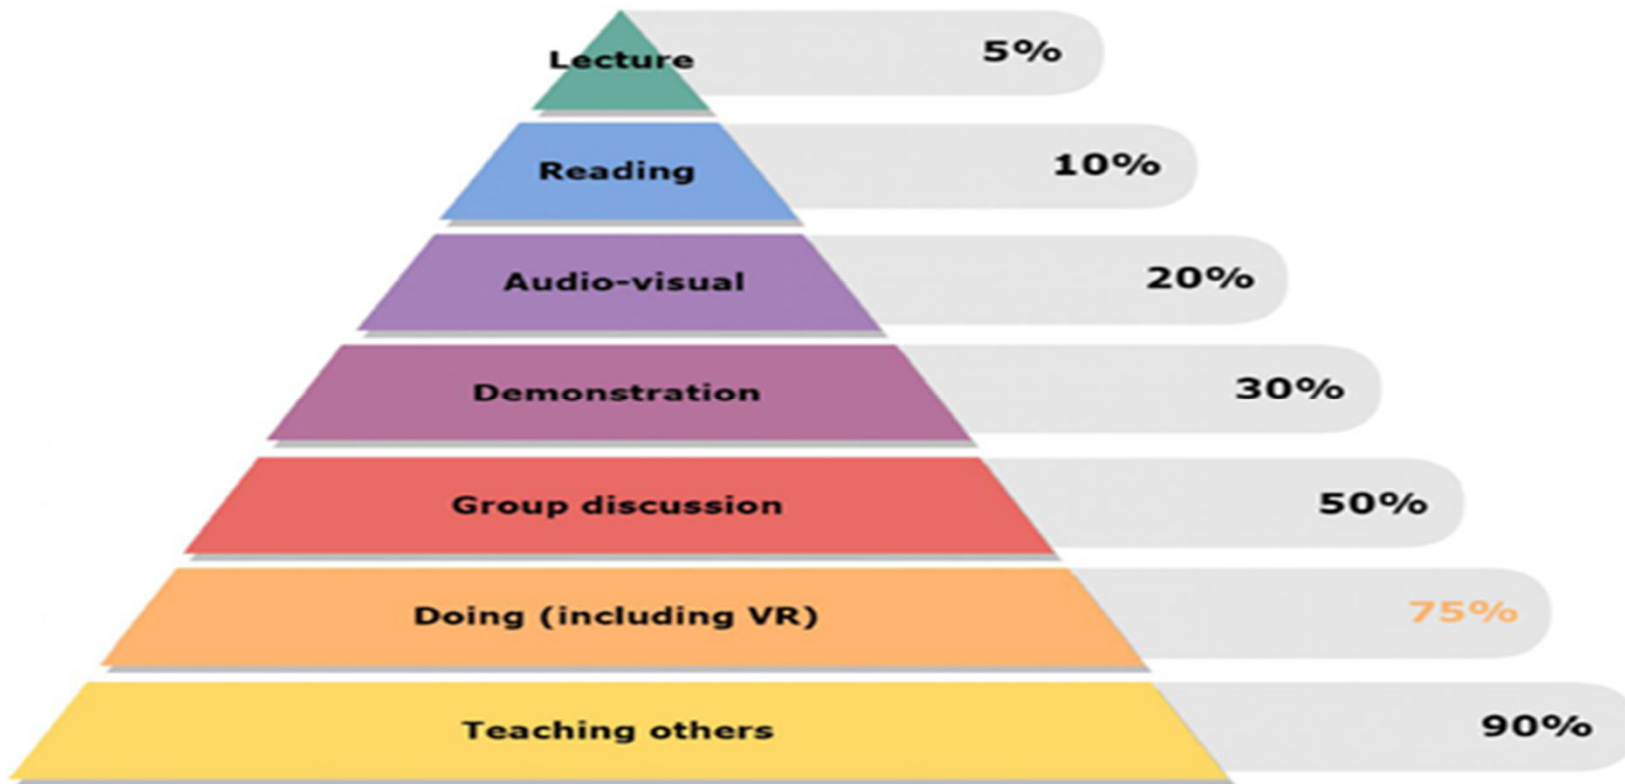 Lecture 5%
Reading 10%
Audio-visual 20%
Demonstration 30%
Group discussion 50%
Doing (including VR) 75%
Teaching others 90%